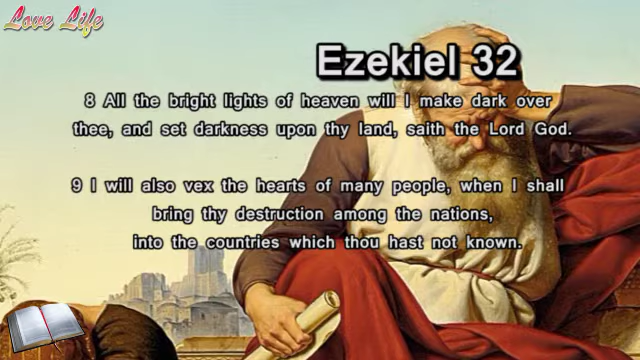 Love Life
Ezekiel 32
8 All the bright lights of heaven will I make dark over
thee, and set darkness upon thy land, saith the Lord God.
9 I will also vex the hearts of many people, when I shall
bring thy destruction among the nations,
into the countries which thou hast not known.